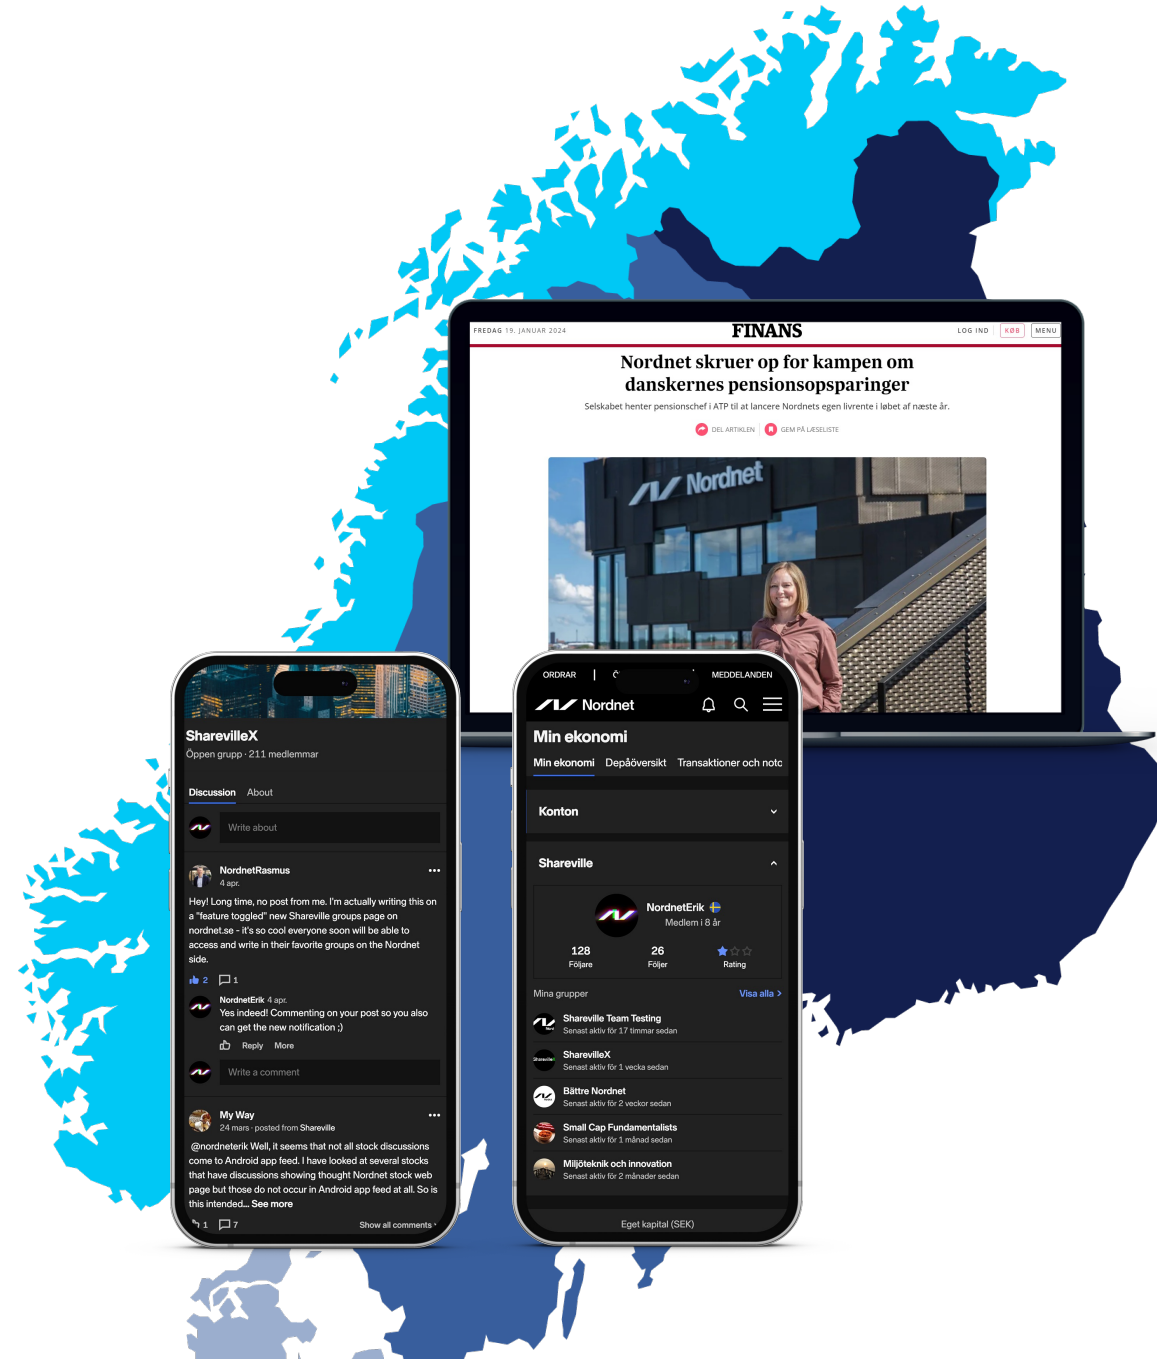 FREDAG 19. JANUAR 2024
FINANS
LOG IND
KØB
MENU
Nordnet skruer op for kampen om
danskernes pensionsopsparinger
Selskabet henter pensionschef i ATP til at lancere Nordnets egen livrente i løbet af næste år.
DEL ARTIKLEN
GEM PÅ LÆSELISTE
Nordnet
SharevilleX
Öppen grupp · 211 medlemmar
Discussion About
Write about
NordnetRasmus
4 apr.
Hey! Long time, no post from me. I'm actually writing this on
a "feature toggled" new Shareville groups page on
nordnet.se - it's so cool everyone soon will be able to
access and write in their favorite groups on the Nordnet
side.
2 1
NordnetErik 4 apr.
Yes indeed! Commenting on your post so you also
can get the new notification ;)
Reply More
Write a comment
My Way
24 mars · posted from Shareville
@nordneterik Well, it seems that not all stock discussions
come to Android app feed. I have looked at several stocks
that have discussions showing thought Nordnet stock web
page but those do not occur in Android app feed at all. So is
this intended... See more
1 7 Show all comments
ORDRAR
MEDDELANDEN
Nordnet
Min ekonomi
Min ekonomi Depåöversikt Transaktioner och notc
Konton
Shareville
NordnetErik
Medlem i 8 år
128 26
Följare Följer Rating
Mina grupper Visa alla >
Shareville Team Testing
Senast aktiv för 17 timmar sedan
SharevilleX
Senast aktiv för 1 vecka sedan
Bättre Nordnet
Senast aktiv för 2 veckor sedan
Small Cap Fundamentalists
Senast aktiv för 1 månad sedan
Miljöteknik och innovation
Senast aktiv för 2 månader sedan
Eget kapital (SEK)